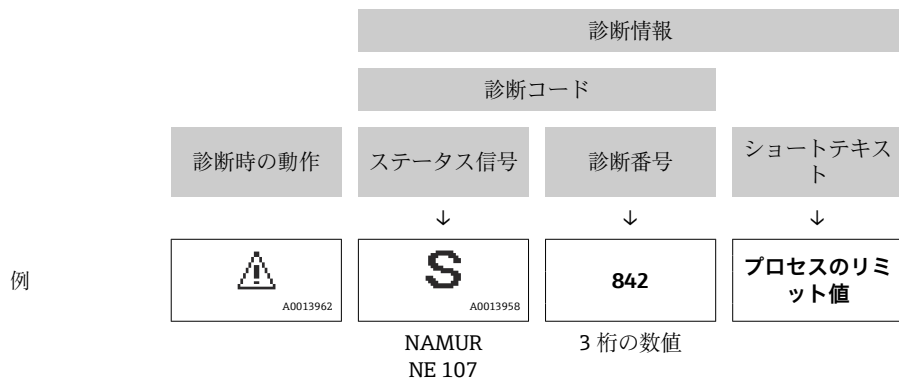 診断情報
診断コード
診断時の動作 ステータス信号 診断番号 ショートテキス
ト
↓ ↓ ↓
例 S 842 プロセスのリミ
ット値
A0013962 A0013958
NAMUR 3 桁の数値
NE 107